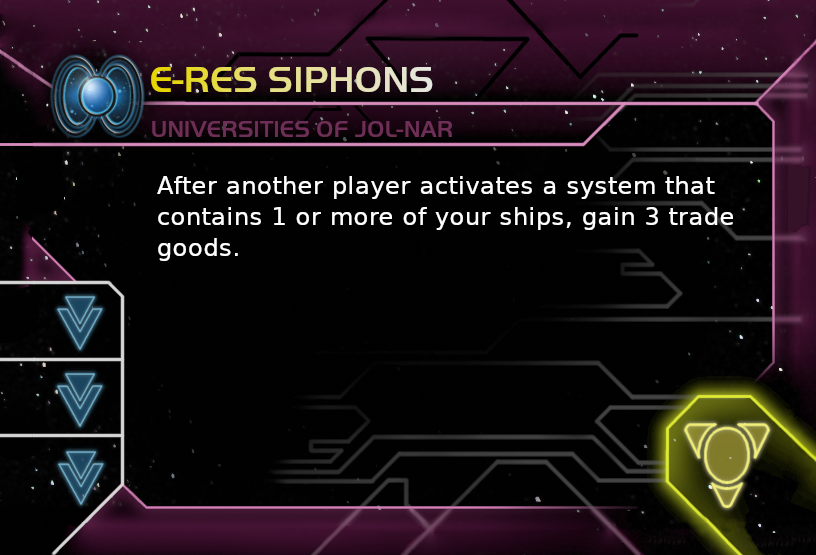 E-RES SIPHONS
UNIVERSITIES OF JOL-NAR
After another player activates a system that
contains 1 or more of your ships, gain 3 trade
goods.